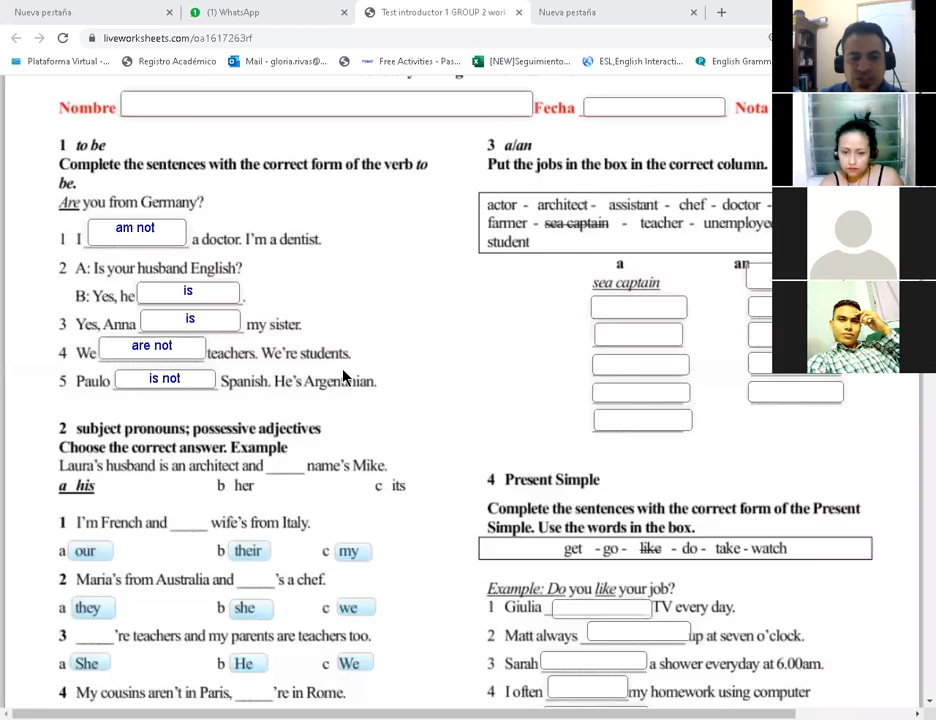 Nueva pestaña
(1) WhatsApp
Test introductor 1 GROUP 2 work
Nueva pestaña
liveworksheets.com/oa1617263rf
Plataforma Virtual -...
Registro Académico
Mail - gloria.rivas@...
Free Activities - Pas...
[NEW]Seguimiento...
ESL,English Interacti...
English Gramm
Nombre
Fecha
Nota
1 to be
Complete the sentences with the correct form of the verb to
be.
Are you from Germany?
1 I am not a doctor. I'm a dentist.
2 A: Is your husband English?
B: Yes, he is .
3 Yes, Anna is my sister.
4 We are not teachers. We're students.
5 Paulo is not Spanish. He's Argentinian.
2 subject pronouns; possessive adjectives
Choose the correct answer. Example
Laura's husband is an architect and _____ name's Mike.
a his b her c its
1 I'm French and _____ wife's from Italy.
a our b their c my
2 Maria's from Australia and _____'s a chef.
a they b she c we
3 _____'re teachers and my parents are teachers too.
a She b He c We
4 My cousins aren't in Paris, _____'re in Rome.
3 a/an
Put the jobs in the box in the correct column.
actor - architect - assistant - chef - doctor -
farmer - sea captain - teacher - unemploye
student
a an
sea captain
4 Present Simple
Complete the sentences with the correct form of the Present
Simple. Use the words in the box.
get - go - like - do - take - watch
Example: Do you like your job?
1 Giulia TV every day.
2 Matt always up at seven o'clock.
3 Sarah a shower everyday at 6.00am.
4 I often my homework using computer